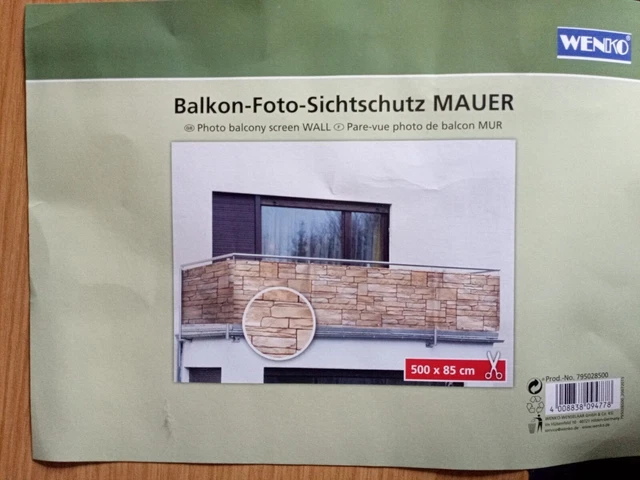 WENKO
Balkon-Foto-Sichtschutz MAUER
Photo balcony screen WALL Pare-vue photo de balcon MUR
500 x 85 cm
Prod.-No. 795028500
4 008838 094778